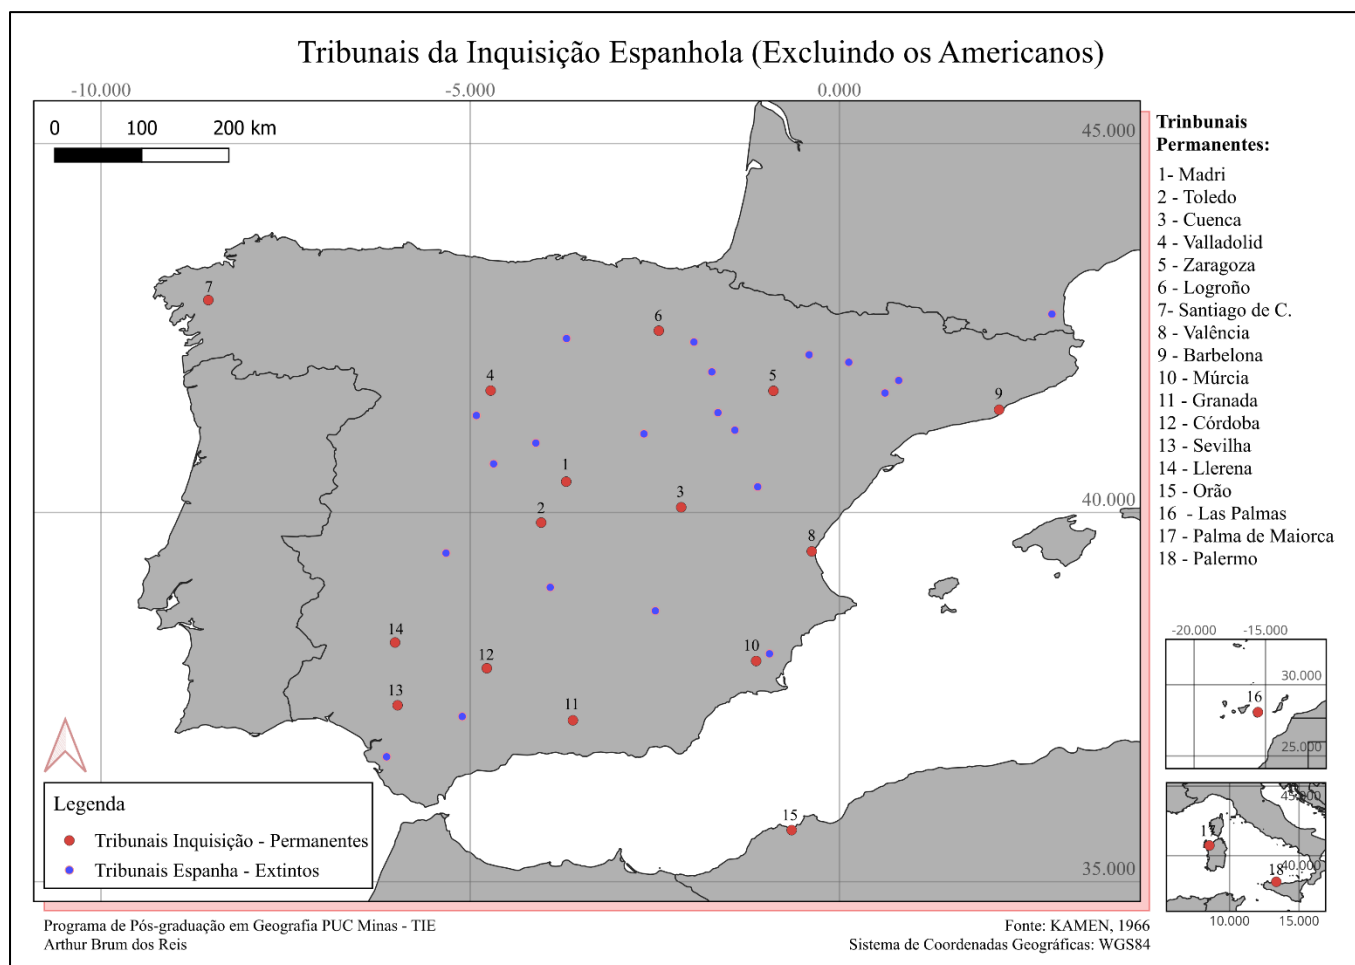 Tribunais da Inquisição Espanhola (Excluindo os Americanos)
-10.000 -5.000 0.000
0 100 200 km
45.000
40.000
35.000
7
6
4
5
9
1
3
2
8
14
12
10
13
11
15
Legenda
Tribunais Inquisição - Permanentes
Tribunais Espanha - Extintos
Trinbunais
Permanentes:
1- Madri
2 - Toledo
3 - Cuenca
4 - Valladolid
5 - Zaragoza
6 - Logroño
7- Santiago de C.
8 - Valência
9 - Barbelona
10 - Múrcia
11 - Granada
12 - Córdoba
13 - Sevilha
14 - Llerena
15 - Orão
16 - Las Palmas
17 - Palma de Maiorca
18 - Palermo
-20.000 -15.000
30.000
16
25.000
45.000
17
40.000
18
10.000 15.000
Programa de Pós-graduação em Geografia PUC Minas - TIE
Arthur Brum dos Reis
Fonte: KAMEN, 1966
Sistema de Coordenadas Geográficas: WGS84